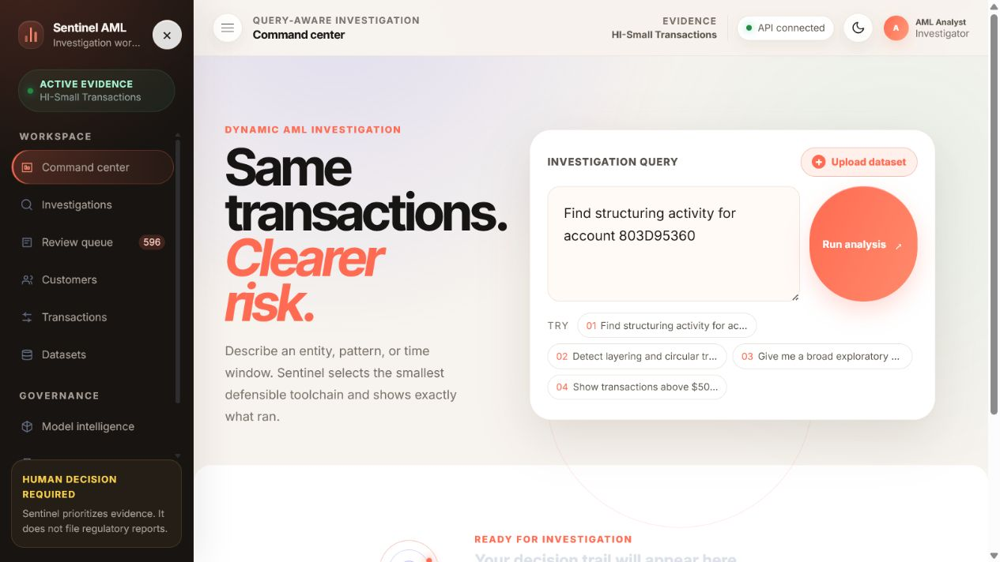 Sentinel AML
Investigation wor...
×
ACTIVE EVIDENCE
HI-Small Transactions
WORKSPACE
Command center
Investigations
Review queue 596
Customers
Transactions
Datasets
GOVERNANCE
Model intelligence
HUMAN DECISION
REQUIRED
Sentinel prioritizes evidence. It
does not file regulatory reports.
QUERY-AWARE INVESTIGATION
Command center
EVIDENCE
HI-Small Transactions
API connected
A
AML Analyst
Investigator
DYNAMIC AML INVESTIGATION
Same
transactions.
Clearer
risk.
Describe an entity, pattern, or time
window. Sentinel selects the smallest
defensible toolchain and shows exactly
what ran.
INVESTIGATION QUERY
Upload dataset
Find structuring activity for
account 803D95360
Run analysis ↗
TRY 01 Find structuring activity for ac...
02 Detect layering and circular tr... 03 Give me a broad exploratory ...
04 Show transactions above $50...
READY FOR INVESTIGATION
Your decision trail will appear here